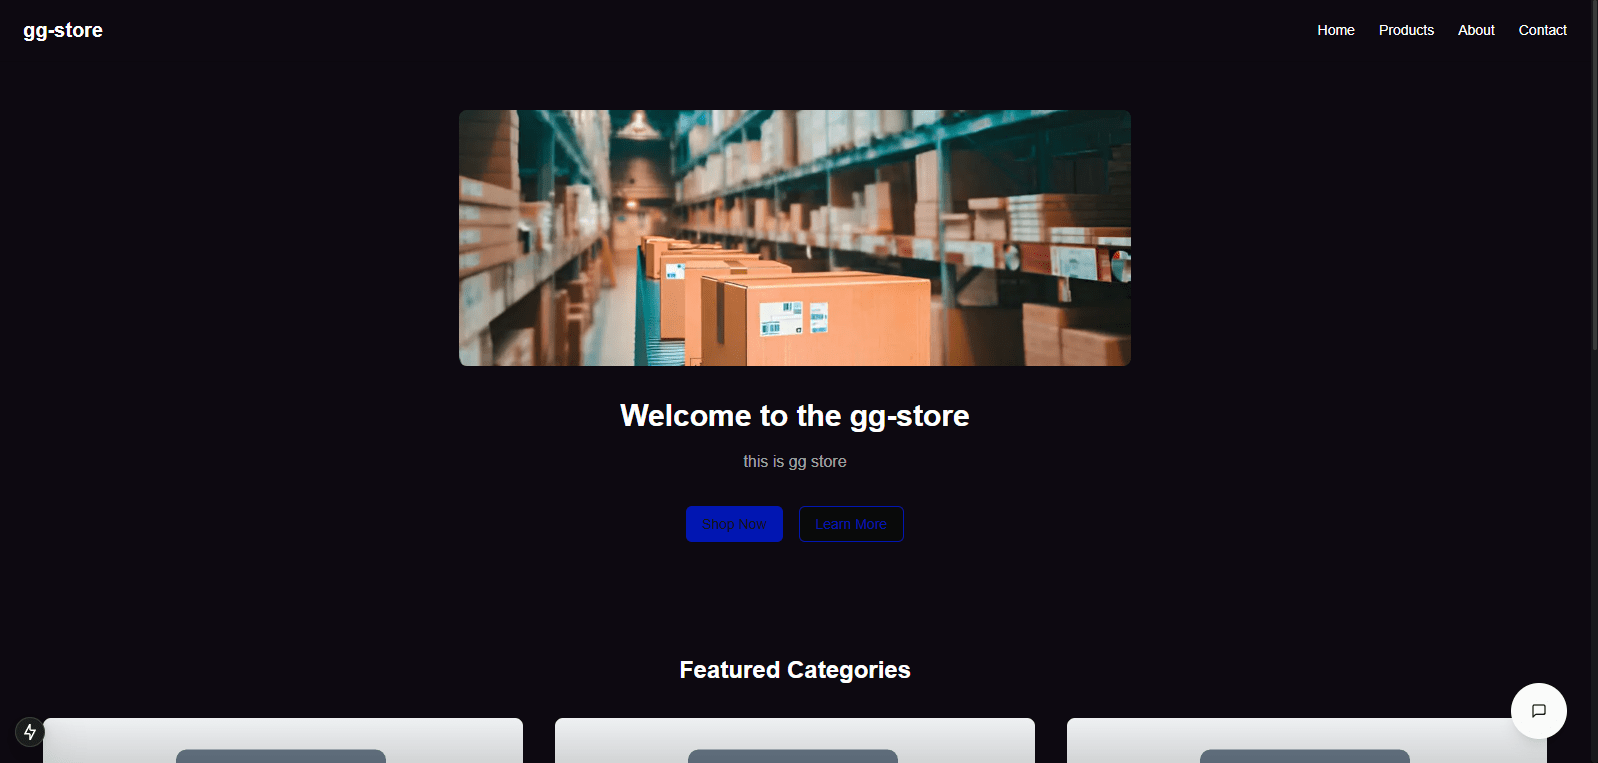 gg-store
Home Products About Contact
Welcome to the gg-store
this is gg store
Shop Now Learn More
Featured Categories